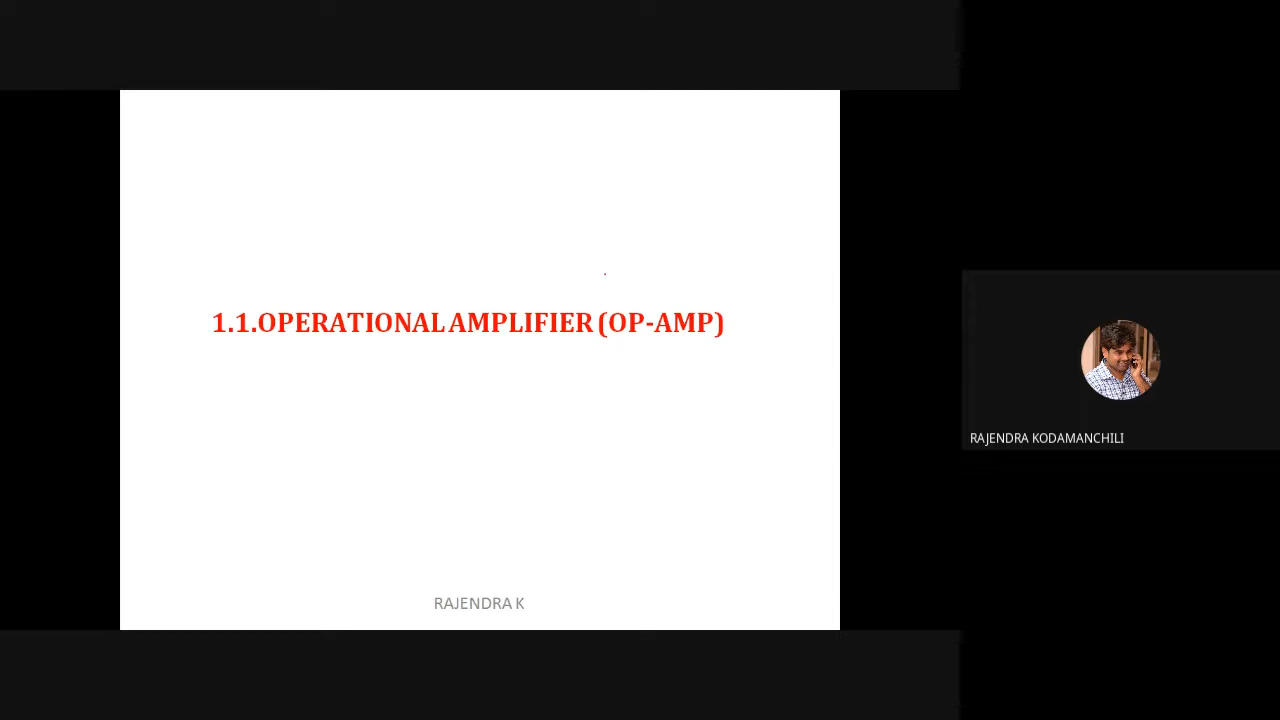 1.1.OPERATIONAL AMPLIFIER (OP-AMP)
RAJENDRA KODAMANCHILI
RAJENDRA K